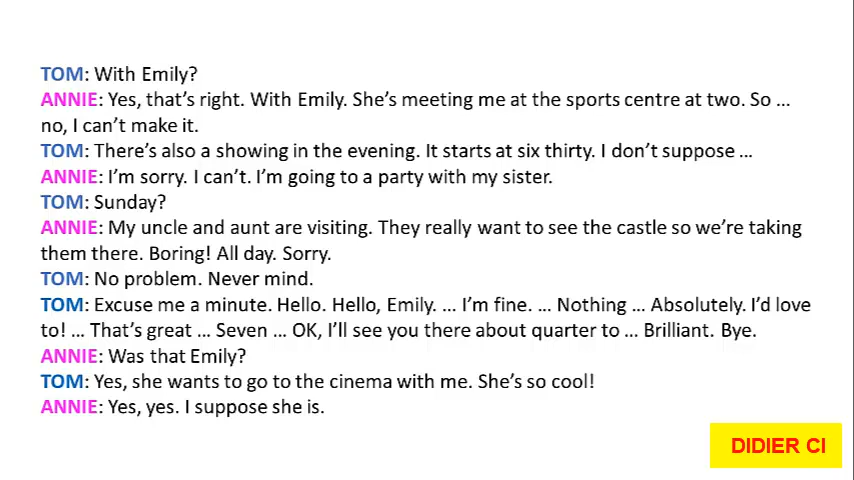 TOM: With Emily?
ANNIE: Yes, that's right. With Emily. She's meeting me at the sports centre at two. So ...
no, I can't make it.
TOM: There's also a showing in the evening. It starts at six thirty. I don't suppose ...
ANNIE: I'm sorry. I can't. I'm going to a party with my sister.
TOM: Sunday?
ANNIE: My uncle and aunt are visiting. They really want to see the castle so we're taking
them there. Boring! All day. Sorry.
TOM: No problem. Never mind.
TOM: Excuse me a minute. Hello. Hello, Emily. ... I'm fine. ... Nothing ... Absolutely. I'd love
to! ... That's great ... Seven ... OK, I'll see you there about quarter to ... Brilliant. Bye.
ANNIE: Was that Emily?
TOM: Yes, she wants to go to the cinema with me. She's so cool!
ANNIE: Yes, yes. I suppose she is.
DIDIER CI